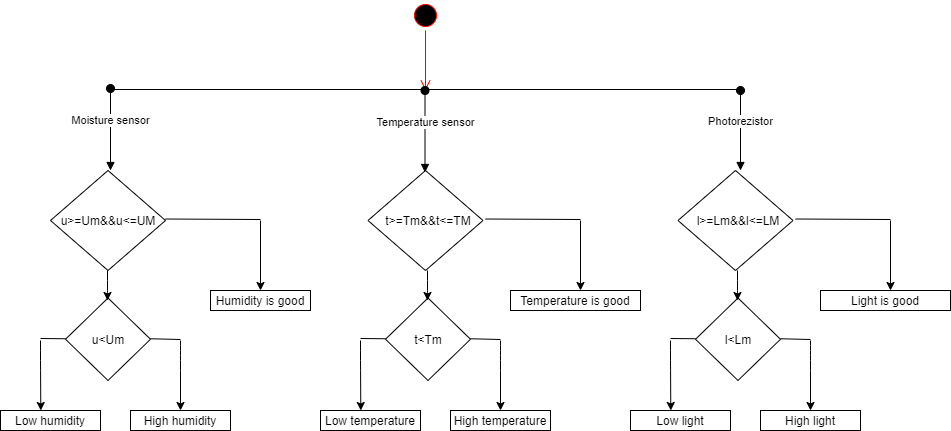 Moisture sensor
Temperature sensor
Photorezistor
u>=Um&&u<=UM
t>=Tm&&t<=TM
l>=Lm&&l<=LM
Humidity is good
Temperature is good
Light is good
u<Um
t<Tm
l<Lm
Low humidity
High humidity
Low temperature
High temperature
Low light
High light